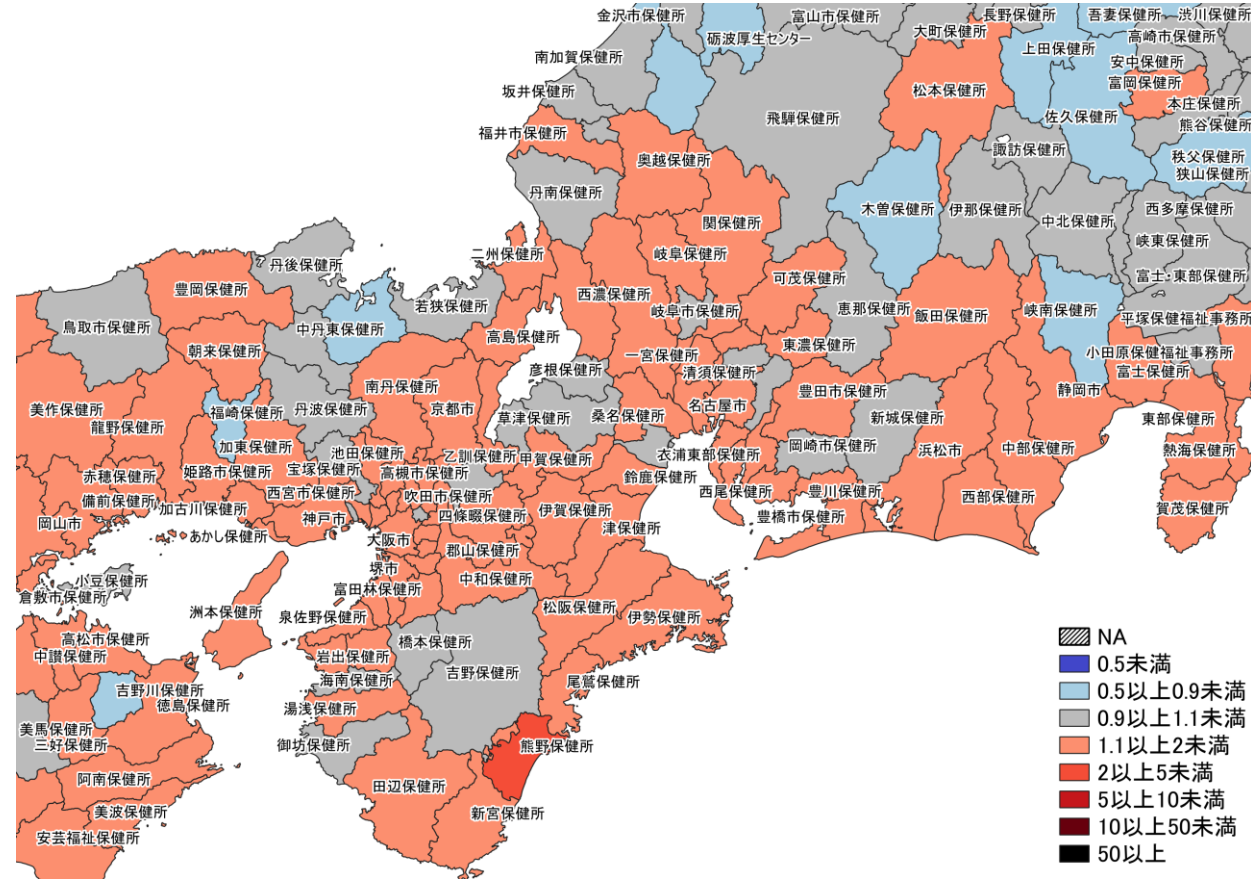 金沢市保健所
富山市保健所
長野保健所
吾妻保健所
渋川保健所
砺波厚生センター
大町保健所
高崎市保健所
南加賀保健所
上田保健所
安中保健所
坂井保健所
松本保健所
富岡保健所
本庄保健所
福井市保健所
飛騨保健所
佐久保健所
熊谷保健所
奥越保健所
諏訪保健所
秩父保健所
狭山保健所
丹南保健所
関保健所
木曽保健所
伊那保健所
中北保健所
西多摩保健所
峡東保健所
丹後保健所
二州保健所
岐阜保健所
可茂保健所
富士・東部保健所
豊岡保健所
若狭保健所
西濃保健所
岐阜市保健所
恵那保健所
飯田保健所
峡南保健所
平塚保健福祉事務所
鳥取市保健所
中丹東保健所
高島保健所
東濃保健所
朝来保健所
一宮保健所
小田原保健福祉事務所
彦根保健所
清須保健所
富士保健所
南丹保健所
京都市
豊田市保健所
静岡市
美作保健所
福崎保健所
丹波保健所
草津保健所
桑名保健所
名古屋市
新城保健所
東部保健所
龍野保健所
加東保健所
池田保健所
乙訓保健所
甲賀保健所
衣浦東部保健所
岡崎市保健所
浜松市
中部保健所
熱海保健所
赤穂保健所
姫路市保健所
宝塚保健所
高槻市保健所
鈴鹿保健所
備前保健所
西宮市保健所
吹田市保健所
西尾保健所
豊川保健所
西部保健所
岡山市
加古川保健所
神戸市
四條畷保健所
伊賀保健所
豊橋市保健所
賀茂保健所
あかし保健所
大阪市
郡山保健所
津保健所
小豆保健所
堺市
中和保健所
倉敷市保健所
洲本保健所
富田林保健所
松阪保健所
伊勢保健所
高松市保健所
泉佐野保健所
橋本保健所
中讃保健所
岩出保健所
吉野保健所
吉野川保健所
海南保健所
尾鷲保健所
徳島保健所
湯浅保健所
美馬保健所
三好保健所
御坊保健所
熊野保健所
阿南保健所
田辺保健所
美波保健所
新宮保健所
安芸福祉保健所
NA
0.5未満
0.5以上0.9未満
0.9以上1.1未満
1.1以上2未満
2以上5未満
5以上10未満
10以上50未満
50以上